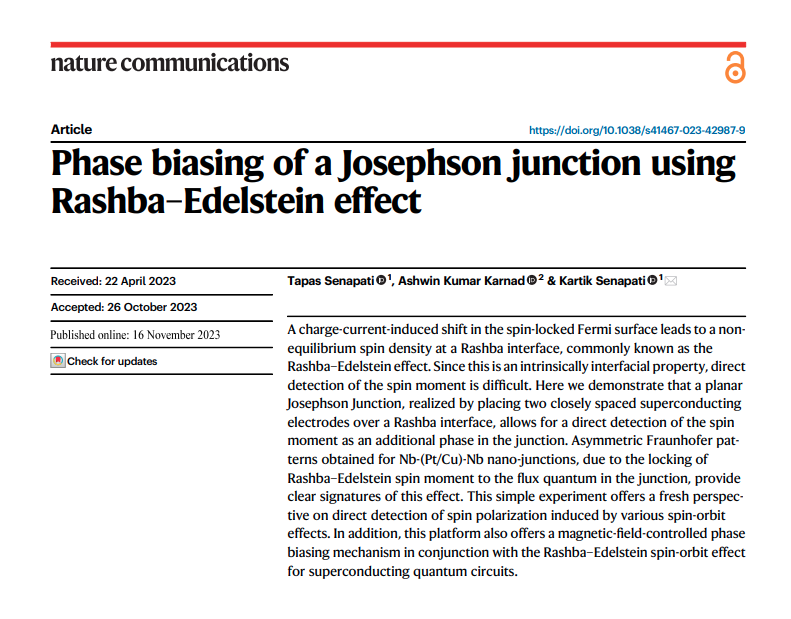 nature communications
Article
https://doi.org/10.1038/s41467-023-42987-9
Phase biasing of a Josephson junction using
Rashba–Edelstein effect
Received: 22 April 2023
Accepted: 26 October 2023
Published online: 16 November 2023
Check for updates
Tapas Senapati 1, Ashwin Kumar Karnad 2 & Kartik Senapati 1
A charge-current-induced shift in the spin-locked Fermi surface leads to a non-
equilibrium spin density at a Rashba interface, commonly known as the
Rashba–Edelstein effect. Since this is an intrinsically interfacial property, direct
detection of the spin moment is difficult. Here we demonstrate that a planar
Josephson Junction, realized by placing two closely spaced superconducting
electrodes over a Rashba interface, allows for a direct detection of the spin
moment as an additional phase in the junction. Asymmetric Fraunhofer pat-
terns obtained for Nb-(Pt/Cu)-Nb nano-junctions, due to the locking of
Rashba–Edelstein spin moment to the flux quantum in the junction, provide
clear signatures of this effect. This simple experiment offers a fresh perspec-
tive on direct detection of spin polarization induced by various spin-orbit
effects. In addition, this platform also offers a magnetic-field-controlled phase
biasing mechanism in conjunction with the Rashba–Edelstein spin-orbit effect
for superconducting quantum circuits.